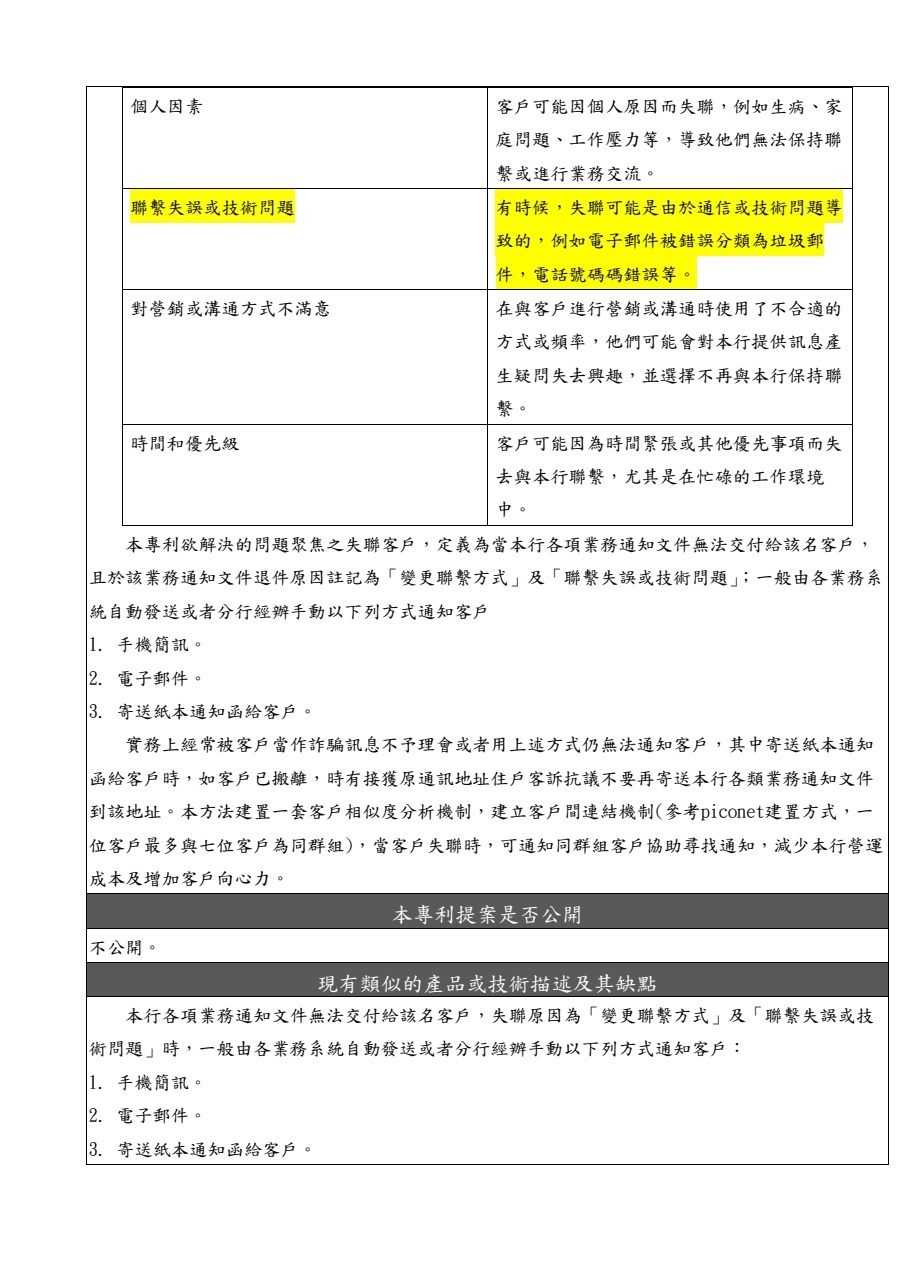 個人因素
客戶可能因個人原因而失聯，例如生病、家
庭問題、工作壓力等，導致他們無法保持聯
繫或進行業務交流。
聯繫失誤或技術問題
有時候，失聯可能是由於通信或技術問題導
致的，例如電子郵件被錯誤分類為垃圾郵
件，電話號碼碼錯誤等。
對營銷或溝通方式不滿意
在與客戶進行營銷或溝通時使用了不合適的
方式或頻率，他們可能會對本行提供訊息產
生疑問失去興趣，並選擇不再與本行保持聯
繫。
時間和優先級
客戶可能因為時間緊張或其他優先事項而失
去與本行聯繫，尤其是在忙碌的工作環境
中。
本專利欲解決的問題聚焦之失聯客戶，定義為當本行各項業務通知文件無法交付給該名客戶，
且於該業務通知文件退件原因註記為「變更聯繫方式」及「聯繫失誤或技術問題」；一般由各業務系
統自動發送或者分行經辦手動以下列方式通知客戶
1. 手機簡訊。
2. 電子郵件。
3. 寄送紙本通知函給客戶。
實務上經常被客戶當作詐騙訊息不予理會或者用上述方式仍無法通知客戶，其中寄送紙本通知
函給客戶時，如客戶已搬離，時有接獲原通訊地址住戶客訴抗議不要再寄送本行各類業務通知文件
到該地址。本方法建置一套客戶相似度分析機制，建立客戶間連結機制(參考piconet建置方式，一
位客戶最多與七位客戶為同群組)，當客戶失聯時，可通知同群組客戶協助尋找通知，減少本行營運
成本及增加客戶向心力。
本專利提案是否公開
不公開。
現有類似的產品或技術描述及其缺點
本行各項業務通知文件無法交付給該名客戶，失聯原因為「變更聯繫方式」及「聯繫失誤或技
術問題」時，一般由各業務系統自動發送或者分行經辦手動以下列方式通知客戶：
1. 手機簡訊。
2. 電子郵件。
3. 寄送紙本通知函給客戶。